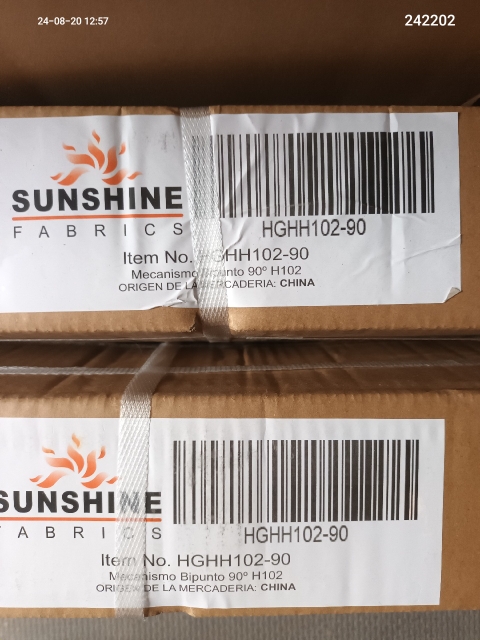 24-08-20 12:57
242202
SUNSHINE
FABRICS
HGHH102-90
Item No. HGHH102-90
Mecanismo Bipunto 90º H102
ORIGEN DE LA MERCADERIA: CHINA
SUNSHINE
FABRICS
HGHH102-90
Item No. HGHH102-90
Mecanismo Bipunto 90º H102
ORIGEN DE LA MERCADERIA: CHINA